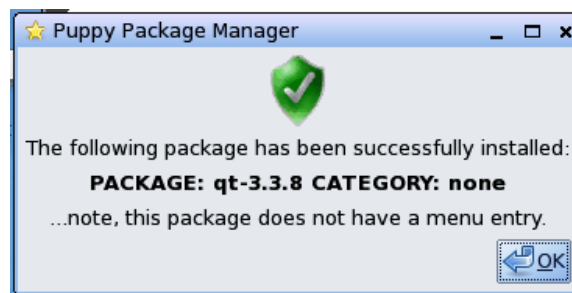 Puppy Package Manager
The following package has been successfully installed:
PACKAGE: qt-3.3.8 CATEGORY: none
...note, this package does not have a menu entry.
OK